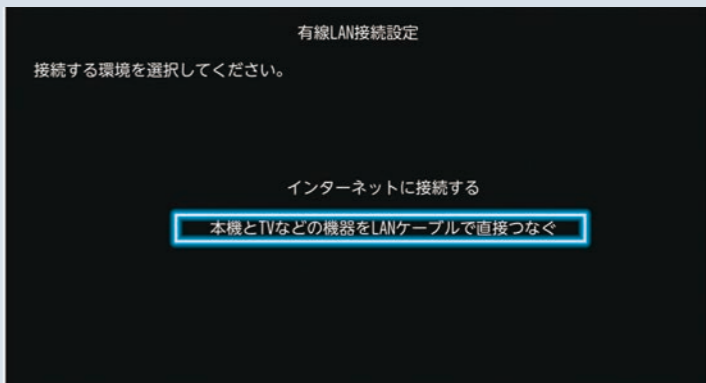 有線LAN接続設定
接続する環境を選択してください。
インターネットに接続する
本機とTVなどの機器をLANケーブルで直接つなぐ